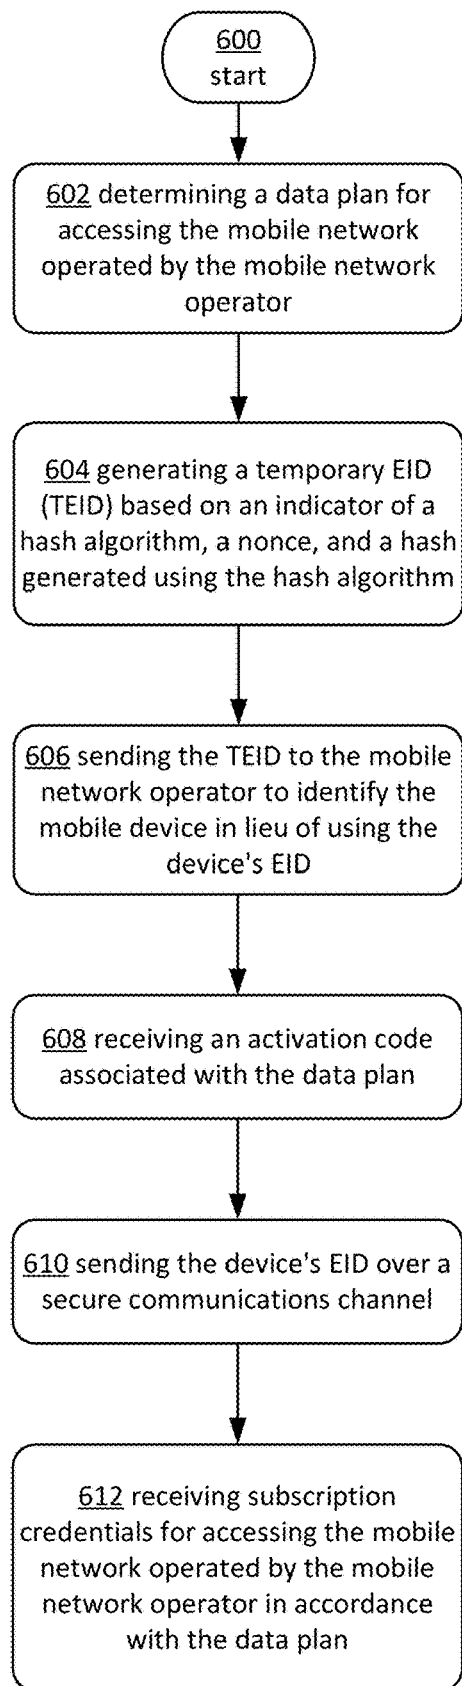 600
start
602 determining a data plan for
accessing the mobile network
operated by the mobile network
operator
604 generating a temporary EID
(TEID) based on an indicator of a
hash algorithm, a nonce, and a hash
generated using the hash algorithm
606 sending the TEID to the mobile
network operator to identify the
mobile device in lieu of using the
device's EID
608 receiving an activation code
associated with the data plan
610 sending the device's EID over a
secure communications channel
612 receiving subscription
credentials for accessing the mobile
network operated by the mobile
network operator in accordance
with the data plan